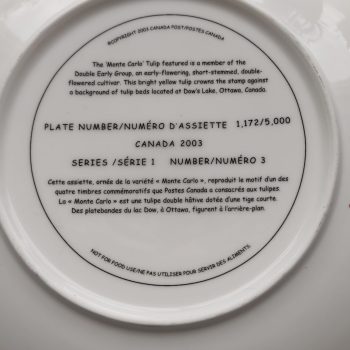 ©COPYRIGHT 2003 CANADA POST/POSTES CANADA
The 'Monte Carlo' Tulip featured is a member of the
Double Early Group, an early-flowering, short-stemmed, double-
flowered cultivar. This bright yellow tulip crowns the stamp against
a background of tulip beds located at Dow's Lake, Ottawa, Canada.
PLATE NUMBER/NUMÉRO D'ASSIETTE 1,172/5,000
CANADA 2003
SERIES /SÉRIE 1 NUMBER/NUMÉRO 3
Cette assiette, ornée de la variété « Monte Carlo », reproduit le motif d'un des
quatre timbres commémoratifs que Postes Canada a consacrés aux tulipes.
La « Monte Carlo » est une tulipe double hâtive dotée d'une tige courte.
Des platebandes du lac Dow, à Ottawa, figurent à l'arrière-plan.
NOT FOR FOOD USE/NE PAS UTILISER POUR SERVIR DES ALIMENTS.